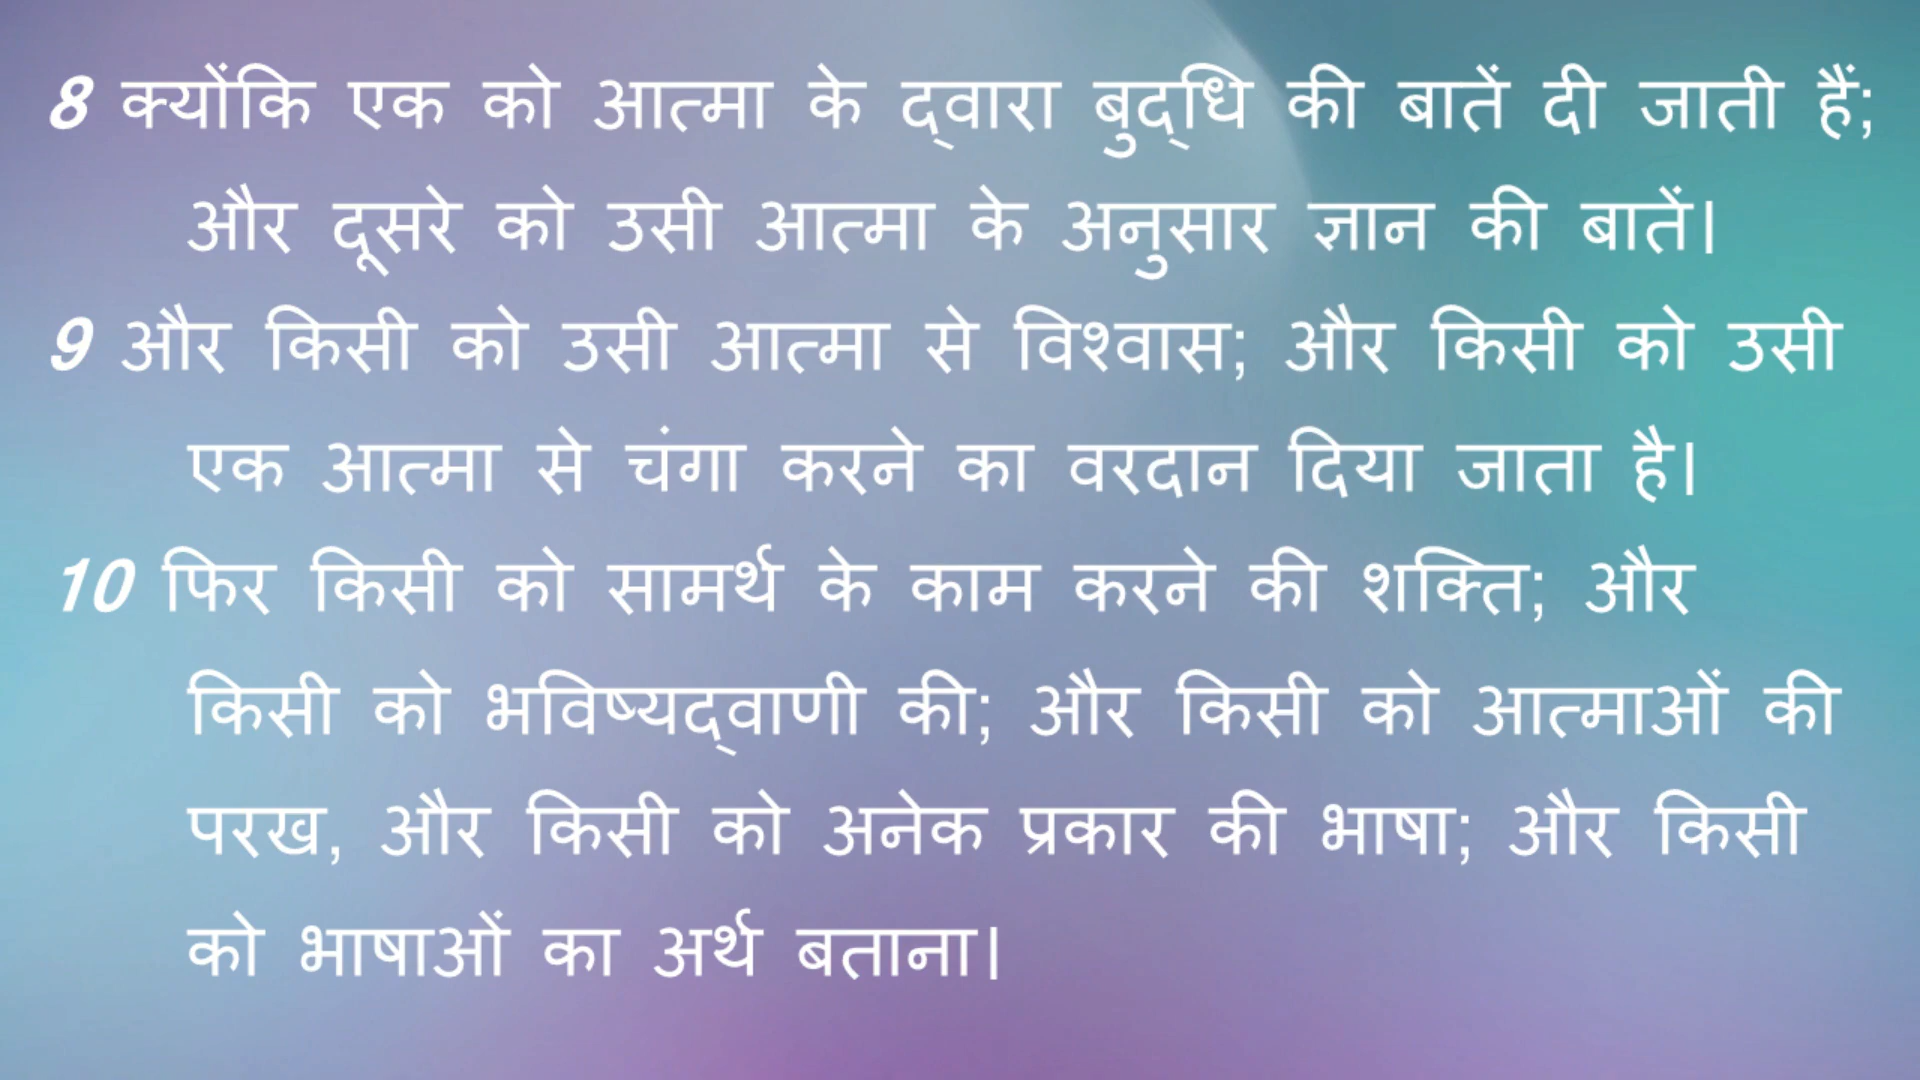 8 क्योंकि एक को आत्मा के द्वारा बुद्धि की बातें दी जाती हैं;
और दूसरे को उसी आत्मा के अनुसार ज्ञान की बातें।
9 और किसी को उसी आत्मा से विश्वास; और किसी को उसी
एक आत्मा से चंगा करने का वरदान दिया जाता है।
10 फिर किसी को सामर्थ के काम करने की शक्ति; और
किसी को भविष्यद्वाणी की; और किसी को आत्माओं की
परख, और किसी को अनेक प्रकार की भाषा; और किसी
को भाषाओं का अर्थ बताना।